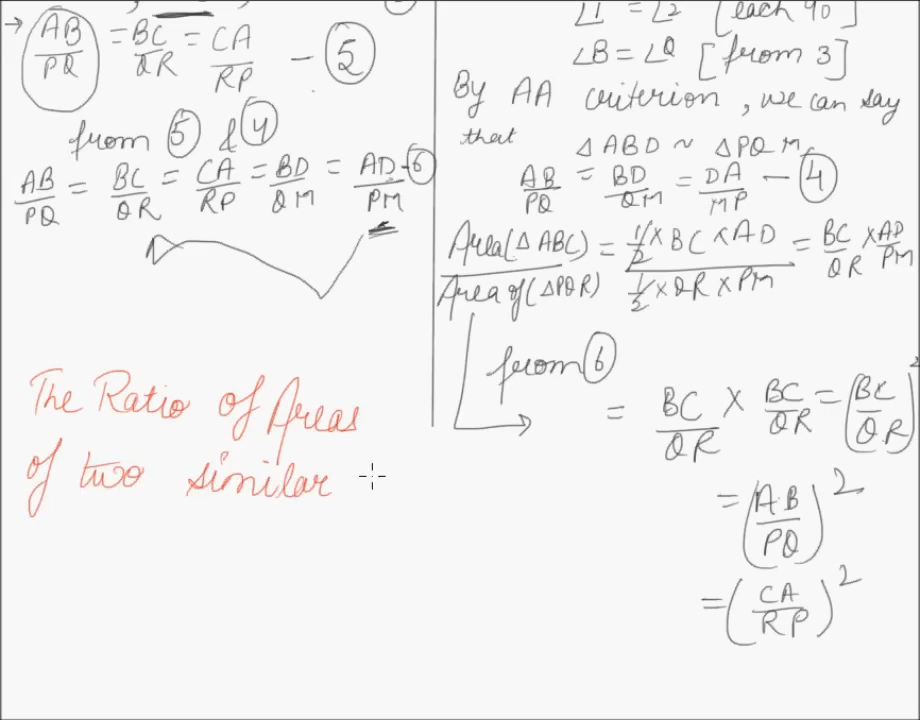 → AB/PQ = BC/QR = CA/RP - ⑤
from ⑤ & ④
AB/PQ = BC/QR = CA/RP = BD/QM = AD/PM - ⑥
The Ratio of Areas
of two similar
∠1 = ∠2 [each 90]
∠B = ∠Q [from 3]
By AA criterion, we can say
that △ABD ~ △PQM
AB/PQ = BD/QM = DA/MP - ④
Area(△ABC)/Area of(△PQR) = ½×BC×AD/½×QR×PM = BC/QR × AD/PM
from ⑥
= BC/QR × BC/QR = (BC/QR)²
= (AB/PQ)²
= (CA/RP)²